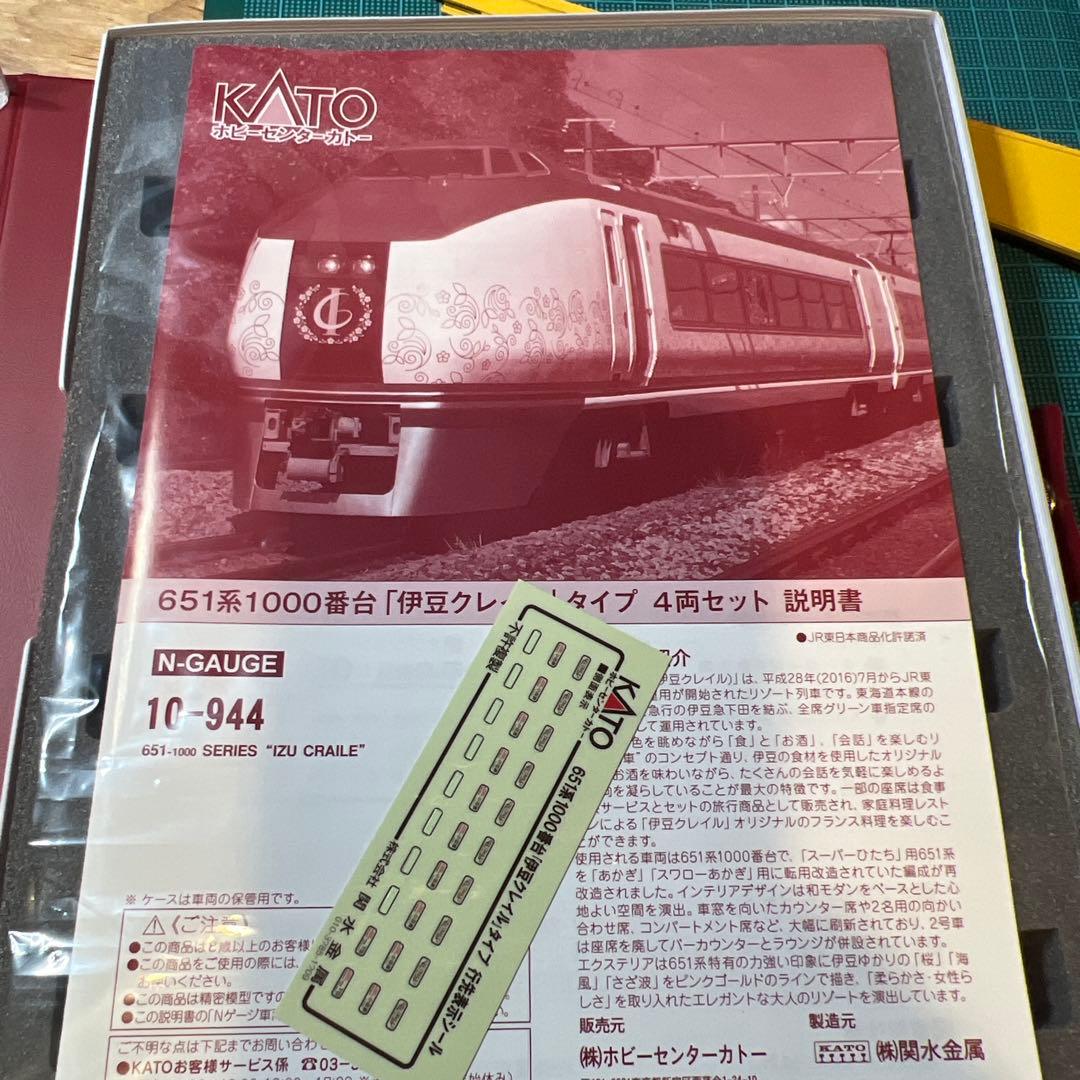 KATO
ホビーセンターカトー
651系1000番台「伊豆クレイ タイプ 4両セット 説明書
●JR東日本商品化許諾済
N-GAUGE
10-944
651-1000 SERIES "IZU CRAILE"
※ ケースは車両の保管用です。
〈ご注意〉
●この商品は8歳以上のお客様
●この商品をご使用の際には、
●この商品は精密模型ですの
●この説明書の「Nゲージ車
ご不明な点は下記までお問い合わせ
●KATOお客様サービス係 ☎03-
紹介
伊豆クレイル)」は、平成28年(2016)7月からJR東
用が開始されたリゾート列車です。東海道本線の
急行の伊豆急下田を結ぶ、全席グリーン車指定席の
して運用されています。
色を眺めながら「食」と「お酒」、「会話」を楽しむリ
車"のコンセプト通り、伊豆の食材を使用したオリジナル
お酒を味わいながら、たくさんの会話を気軽に楽しめるよ
向を凝らしていることが最大の特徴です。一部の座席は食事
サービスとセットの旅行商品として販売され、家庭料理レスト
ンによる「伊豆クレイル」オリジナルのフランス料理を楽しむこ
とができます。
使用される車両は651系1000番台で、「スーパーひたち」用651系
を「あかぎ」「スワローあかぎ」用に転用改造されていた編成が再
改造されました。インテリアデザインは和モダンをベースとした心
地よい空間を演出。車窓を向いたカウンター席や2名用の向かい
合わせ席、コンパートメント席など、大幅に刷新されており、2号車
は座席を廃してバーカウンターとラウンジが併設されています。
エクステリアは651系特有の力強い印象に伊豆ゆかりの「桜」「海
風」「さざ波」をピンクゴールドのラインで描き、「柔らかさ・女性ら
しさ」を取り入れたエレガントな大人のリゾートを演出しています。
販売元
(株)ホビーセンターカトー
製造元
KATO (株)関水金属
KATO
ホビーセンターカトー
651系1000番台「伊豆クレイル」タイプ 行先表示シール
■側面表示
不許複製
株式会社 関水金属